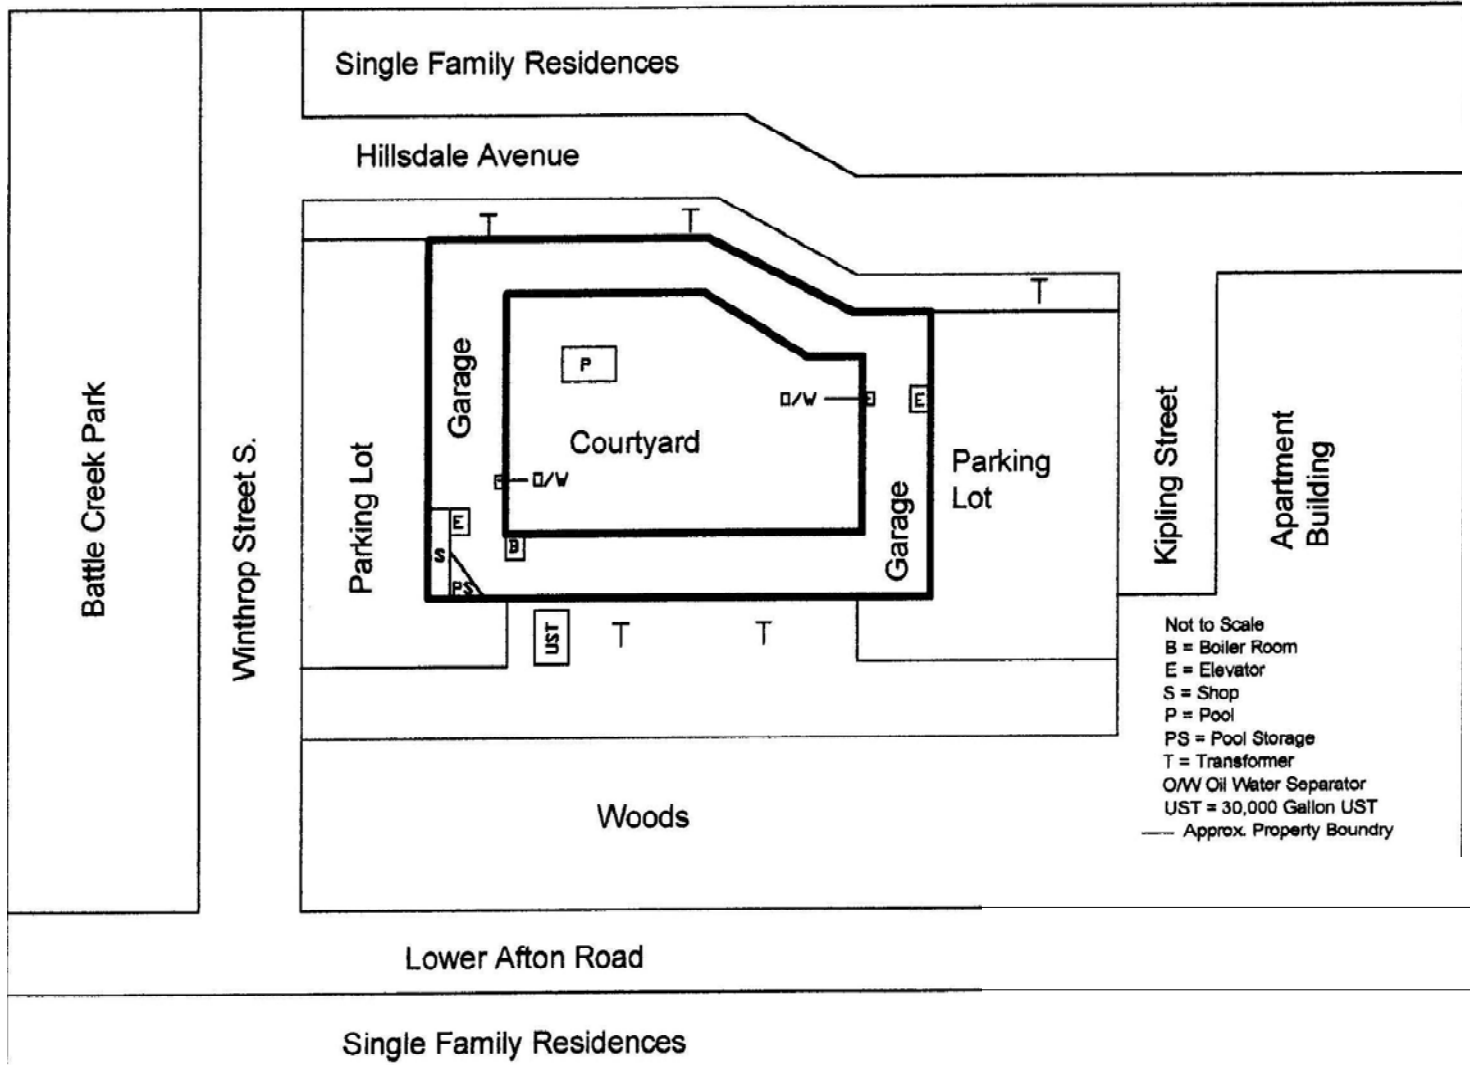 Single Family Residences
Hillsdale Avenue
T
T
T
Battle Creek Park
Winthrop Street S.
Parking Lot
Garage
P
O/W
E
Courtyard
O/W
E
S
PS
B
Garage
Parking
Lot
Kipling Street
Apartment
Building
UST
T
T
Not to Scale
B = Boiler Room
E = Elevator
S = Shop
P = Pool
PS = Pool Storage
T = Transformer
O/W Oil Water Separator
UST = 30,000 Gallon UST
Approx. Property Boundry
Woods
Lower Afton Road
Single Family Residences